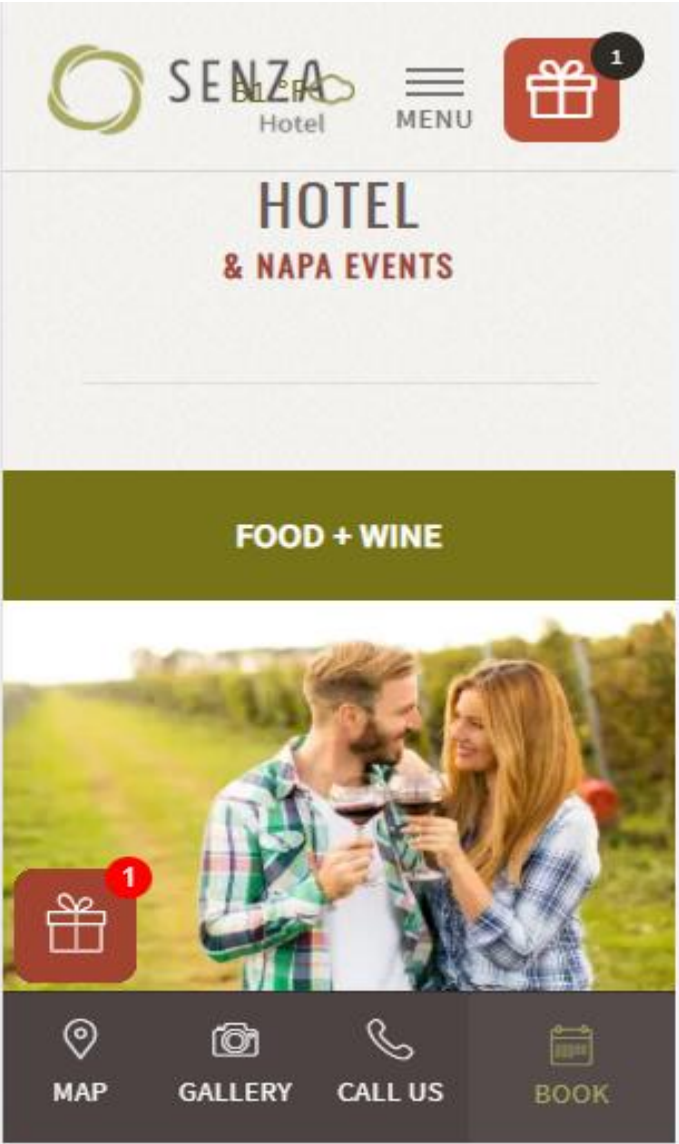 SENZA
Hotel
MENU
1
HOTEL
& NAPA EVENTS
FOOD + WINE
1
MAP
GALLERY
CALL US
BOOK